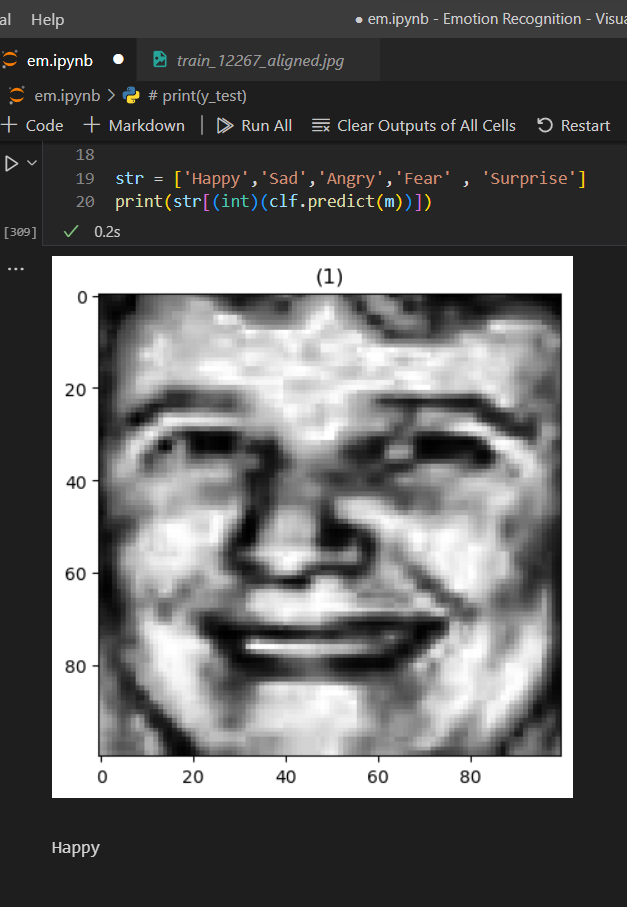 al Help
● em.ipynb - Emotion Recognition - Visua
em.ipynb ●
train_12267_aligned.jpg
em.ipynb > # print(y_test)
+ Code + Markdown | Run All Clear Outputs of All Cells Restart
18
19 str = ['Happy','Sad','Angry','Fear' , 'Surprise']
20 print(str[(int)(clf.predict(m))])
[309] ✓ 0.2s
...
(1)
0
20
40
60
80
0 20 40 60 80
Happy